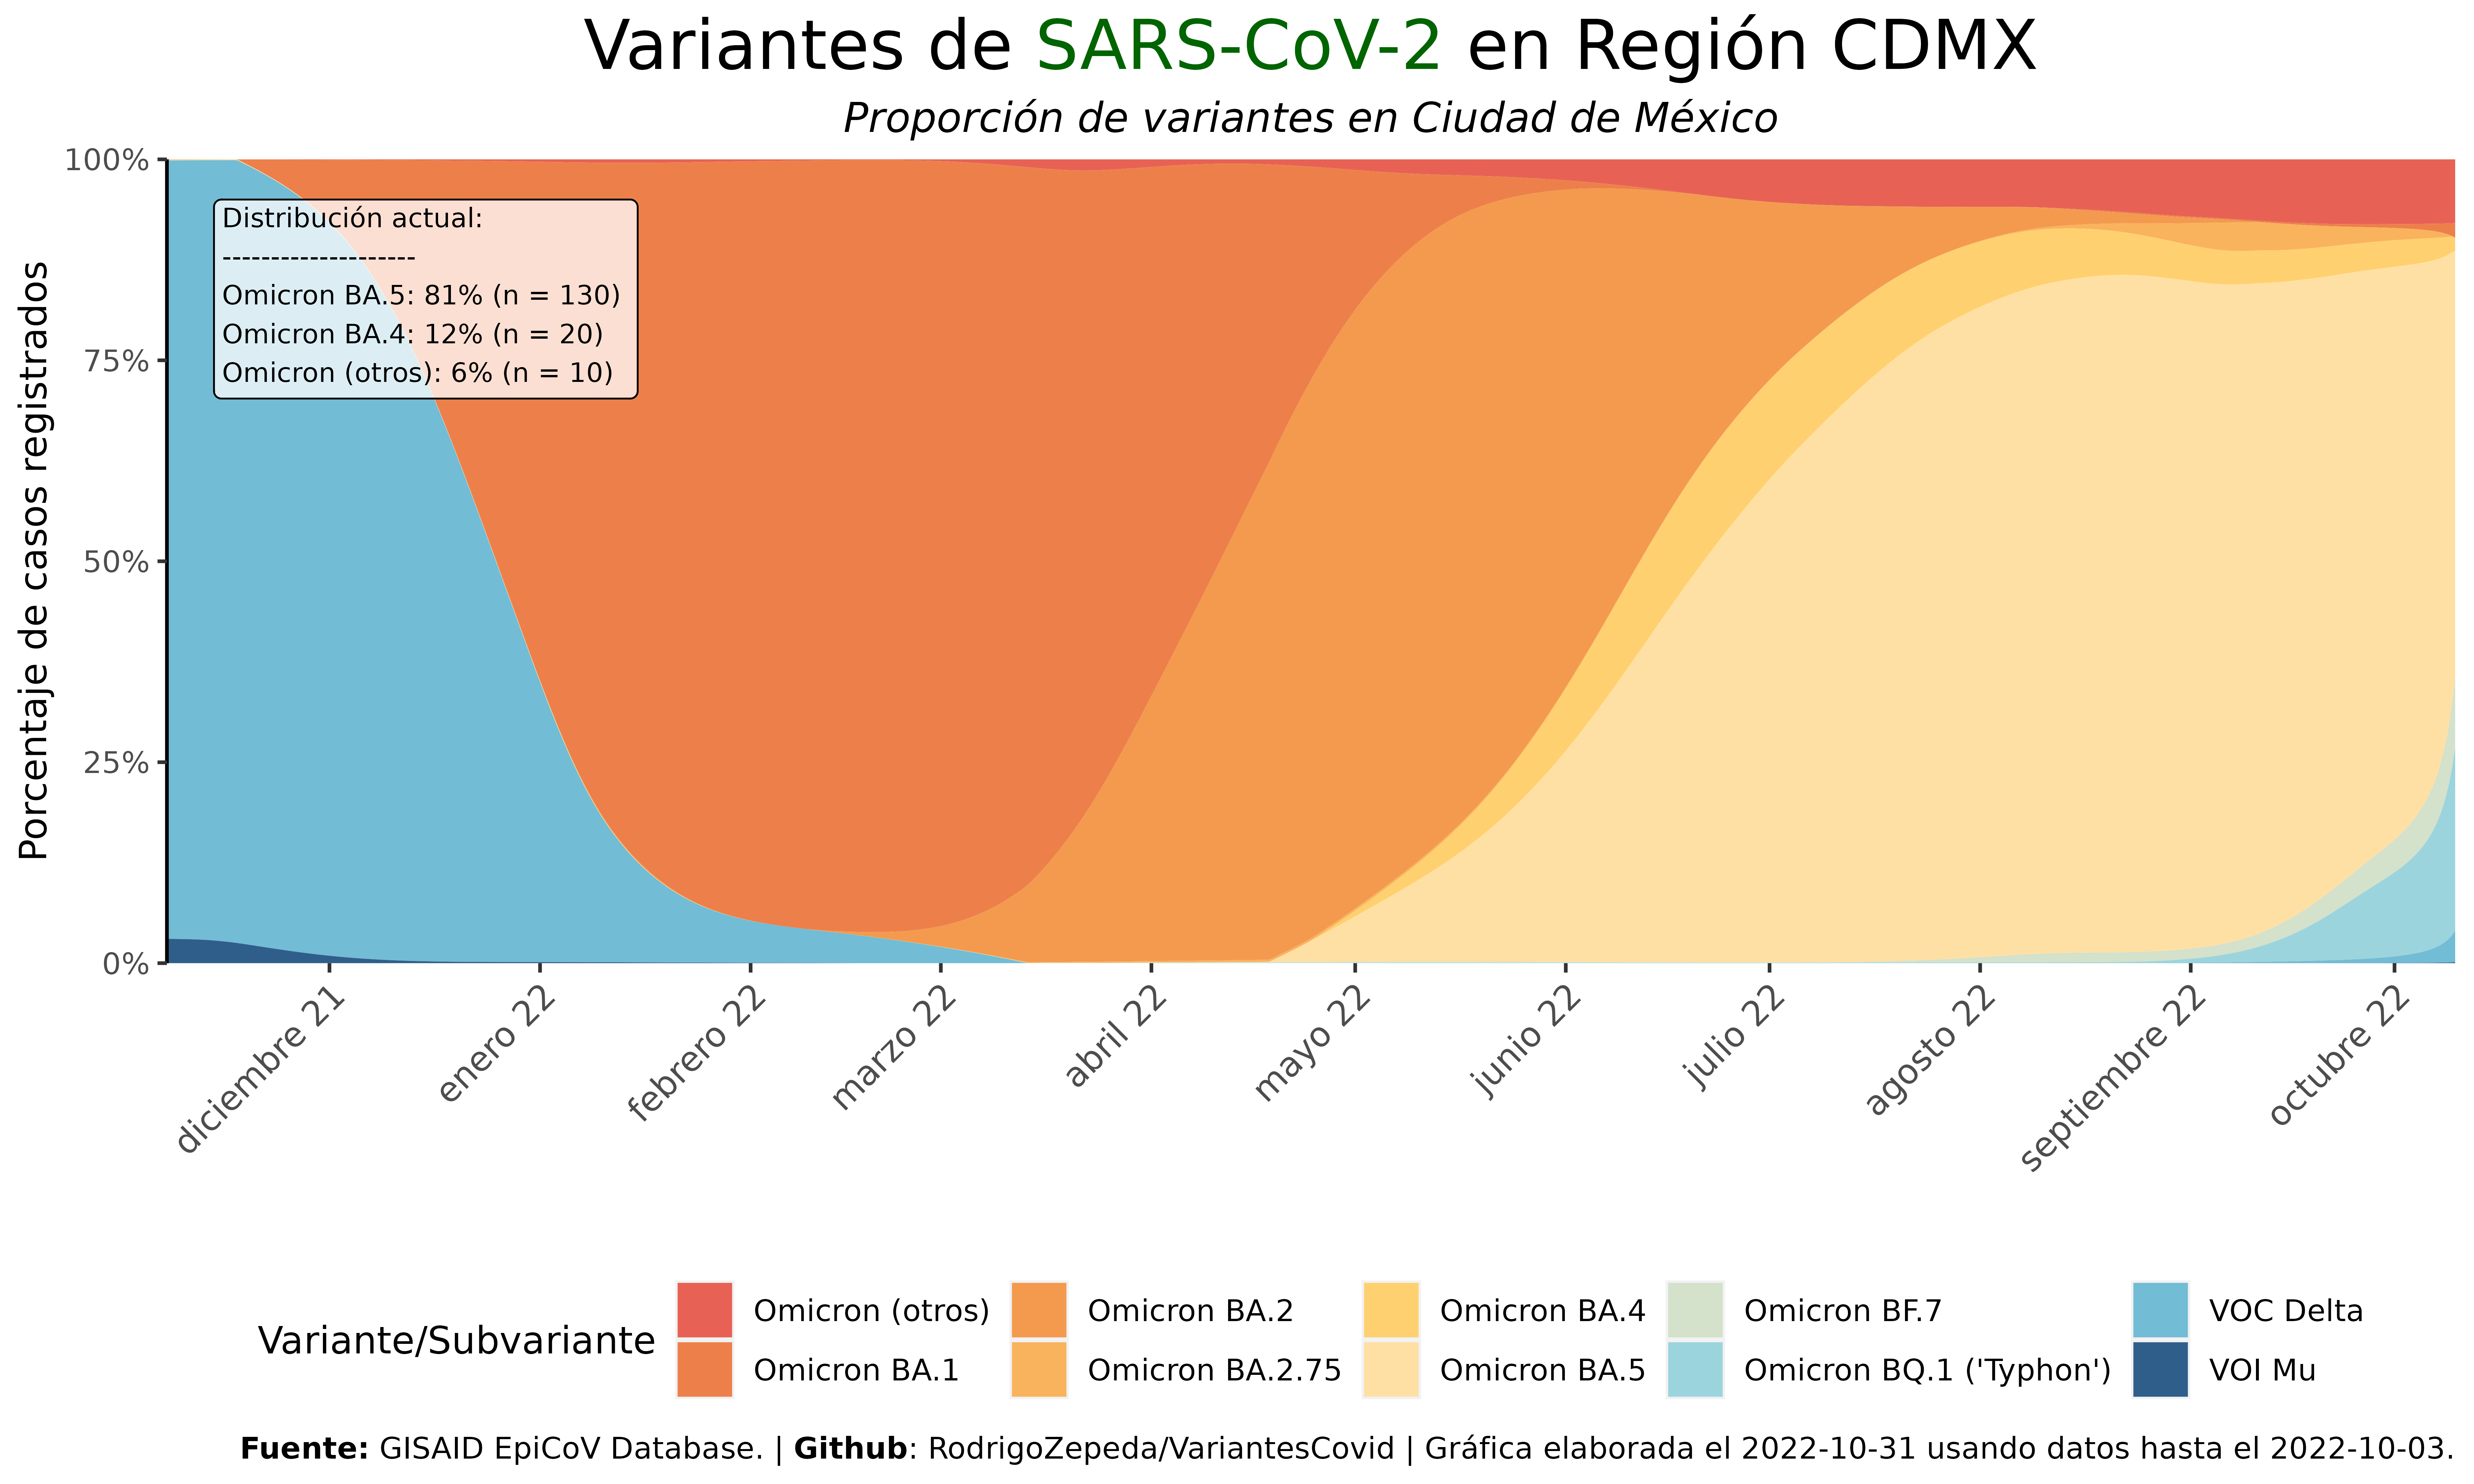 Variantes de SARS-CoV-2 en Región CDMX
Proporción de variantes en Ciudad de México
Porcentaje de casos registrados
100%
75%
50%
25%
0%
Distribución actual:
--------------------
Omicron BA.5: 81% (n = 130)
Omicron BA.4: 12% (n = 20)
Omicron (otros): 6% (n = 10)
diciembre 21
enero 22
febrero 22
marzo 22
abril 22
mayo 22
junio 22
julio 22
agosto 22
septiembre 22
octubre 22
Variante/Subvariante
Omicron (otros)
Omicron BA.1
Omicron BA.2
Omicron BA.2.75
Omicron BA.4
Omicron BA.5
Omicron BF.7
Omicron BQ.1 ('Typhon')
VOC Delta
VOI Mu
Fuente: GISAID EpiCoV Database. | Github: RodrigoZepeda/VariantesCovid | Gráfica elaborada el 2022-10-31 usando datos hasta el 2022-10-03.